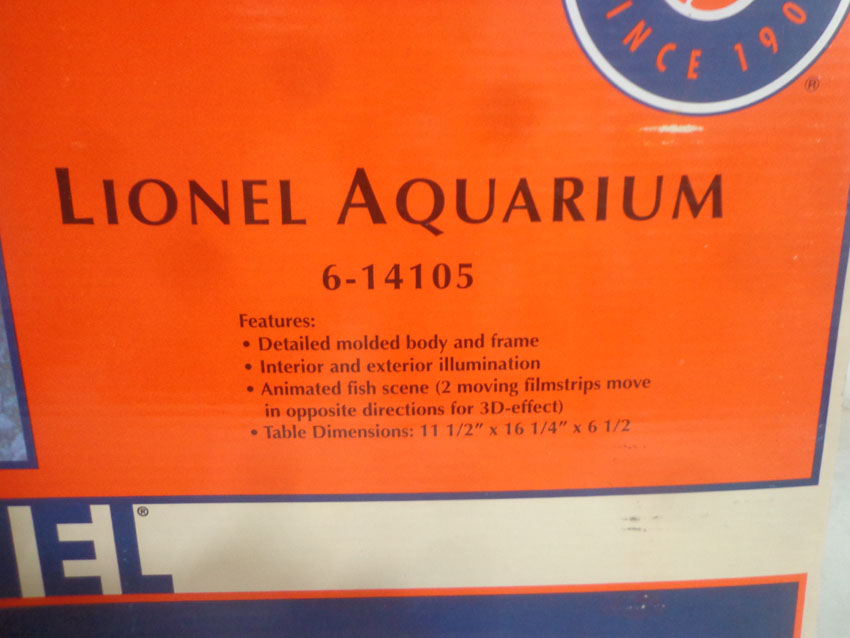 SINCE 190
®
LIONEL AQUARIUM
6-14105
Features:
• Detailed molded body and frame
• Interior and exterior illumination
• Animated fish scene (2 moving filmstrips move
in opposite directions for 3D-effect)
• Table Dimensions: 11 1/2" x 16 1/4" x 6 1/2
EL®